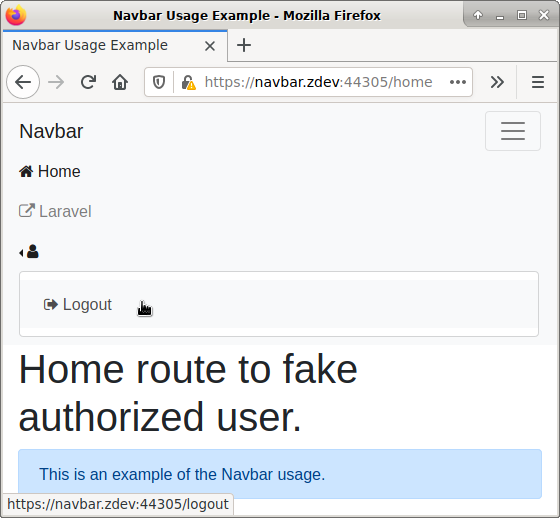 Navbar Usage Example - Mozilla Firefox
Navbar Usage Example
https://navbar.zdev:44305/home
Navbar
Home
Laravel
Logout
Home route to fake
authorized user.
This is an example of the Navbar usage.
https://navbar.zdev:44305/logout